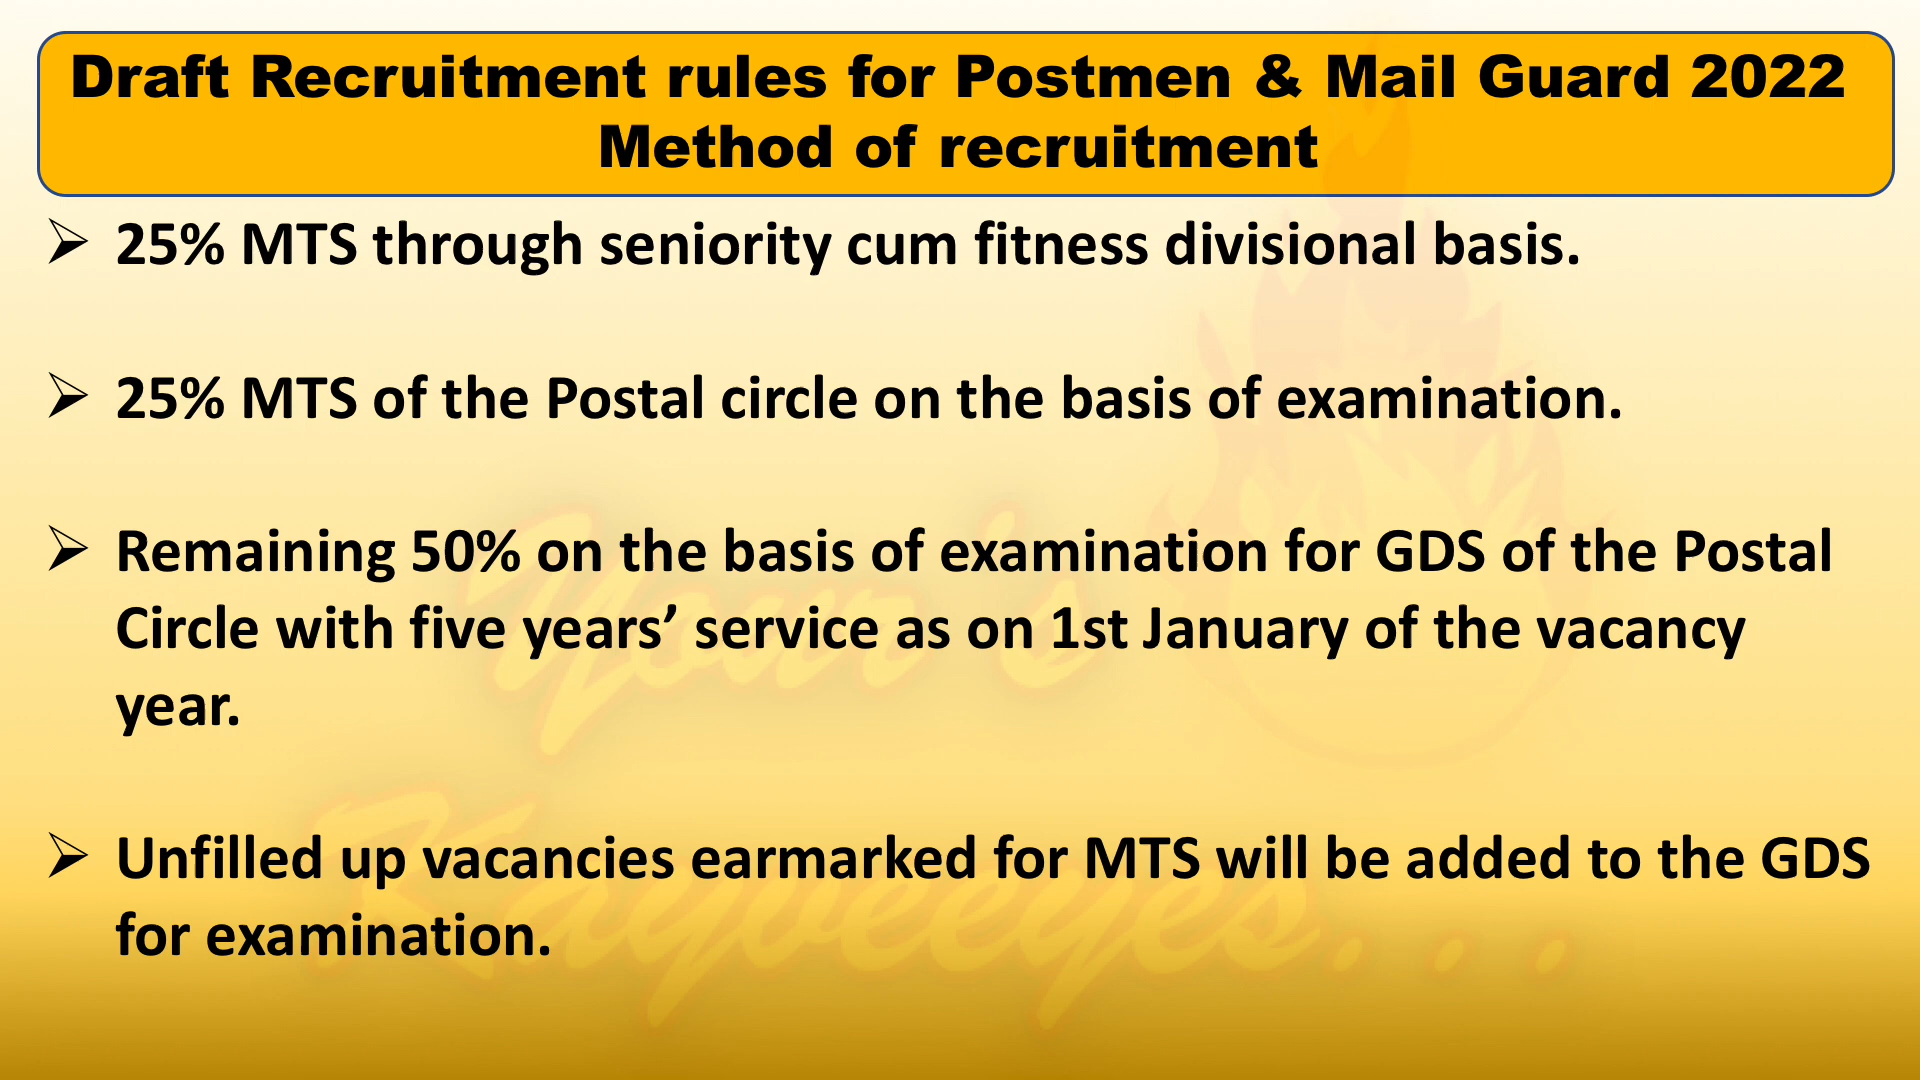 Draft Recruitment rules for Postmen & Mail Guard 2022
Method of recruitment
➢ 25% MTS through seniority cum fitness divisional basis.
➢ 25% MTS of the Postal circle on the basis of examination.
➢ Remaining 50% on the basis of examination for GDS of the Postal
Circle with five years’ service as on 1st January of the vacancy
year.
➢ Unfilled up vacancies earmarked for MTS will be added to the GDS
for examination.
Your's
Kayveeyes...